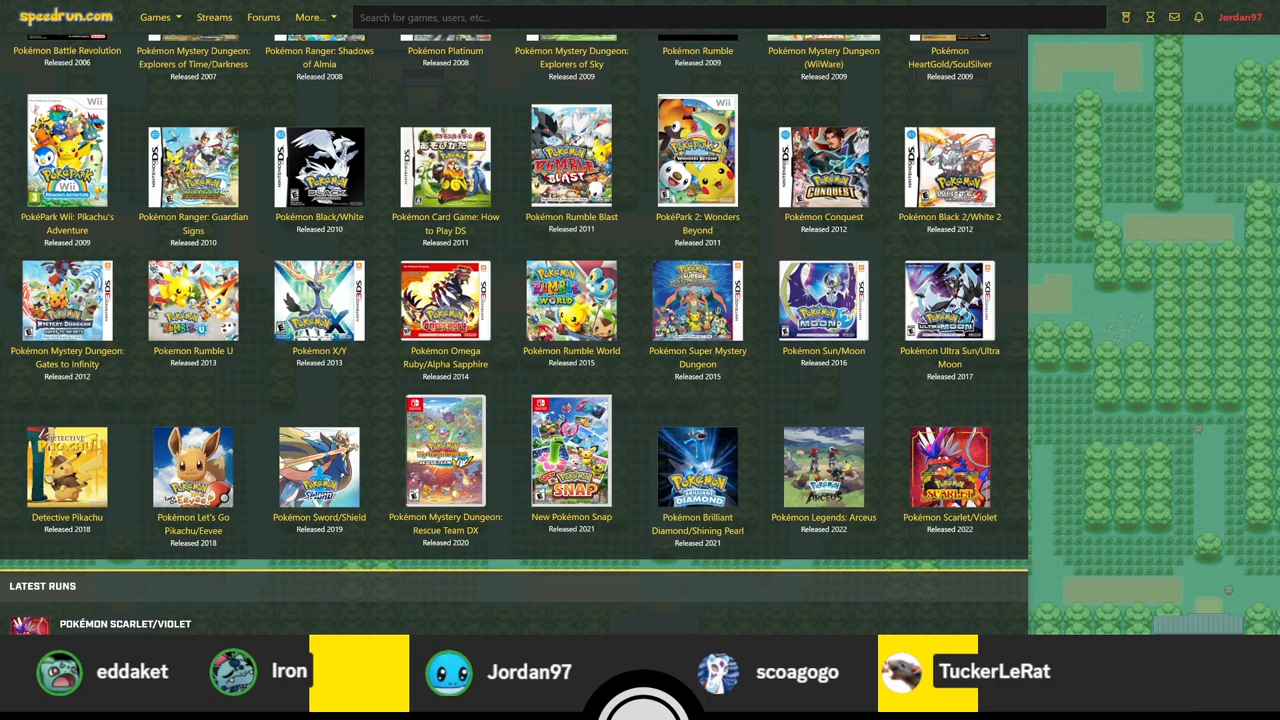 speedrun.com
Games
Streams
Forums
More...
Search for games, users, etc...
Jordan97
Pokémon Battle Revolution
Released 2006
Pokémon Mystery Dungeon:
Explorers of Time/Darkness
Released 2007
Pokémon Ranger: Shadows
of Almia
Released 2008
Pokémon Platinum
Released 2008
Pokémon Mystery Dungeon:
Explorers of Sky
Released 2009
Pokémon Rumble
Released 2009
Pokémon Mystery Dungeon
(WiiWare)
Released 2009
Pokémon
HeartGold/SoulSilver
Released 2009
PokéPark Wii: Pikachu's
Adventure
Released 2009
Pokémon Ranger: Guardian
Signs
Released 2010
Pokémon Black/White
Released 2010
Pokémon Card Game: How
to Play DS
Released 2011
Pokémon Rumble Blast
Released 2011
PokéPark 2: Wonders
Beyond
Released 2011
Pokémon Conquest
Released 2012
Pokémon Black 2/White 2
Released 2012
Pokémon Mystery Dungeon:
Gates to Infinity
Released 2012
Pokemon Rumble U
Released 2013
Pokémon X/Y
Released 2013
Pokémon Omega
Ruby/Alpha Sapphire
Released 2014
Pokémon Rumble World
Released 2015
Pokémon Super Mystery
Dungeon
Released 2015
Pokémon Sun/Moon
Released 2016
Pokémon Ultra Sun/Ultra
Moon
Released 2017
Detective Pikachu
Released 2018
Pokémon Let's Go
Pikachu/Eevee
Released 2018
Pokémon Sword/Shield
Released 2019
Pokémon Mystery Dungeon:
Rescue Team DX
Released 2020
New Pokémon Snap
Released 2021
Pokémon Brilliant
Diamond/Shining Pearl
Released 2021
Pokémon Legends: Arceus
Released 2022
Pokémon Scarlet/Violet
Released 2022
LATEST RUNS
POKÉMON SCARLET/VIOLET
eddaket
Iron
Jordan97
scoagogo
TuckerLeRat